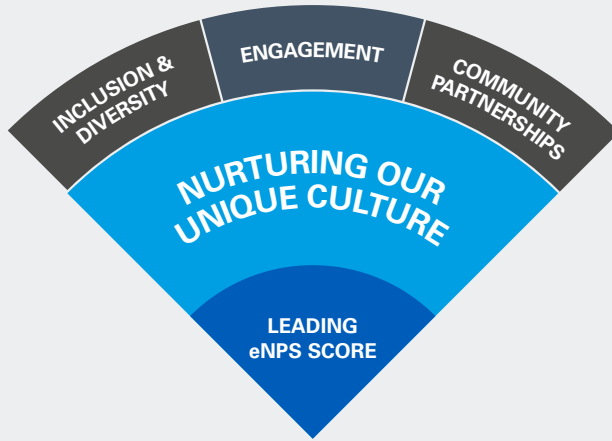 INCLUSION &
DIVERSITY
ENGAGEMENT
COMMUNITY
PARTNERSHIPS
NURTURING OUR
UNIQUE CULTURE
LEADING
eNPS SCORE